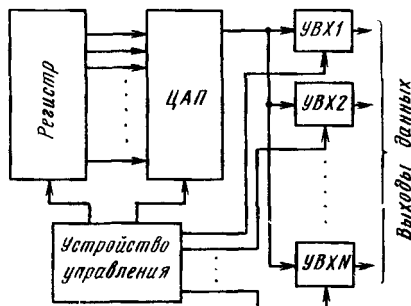 Регистр
ЦАП
УВХ1
УВХ2
УВХN
Устройство
управления
Выходы данных